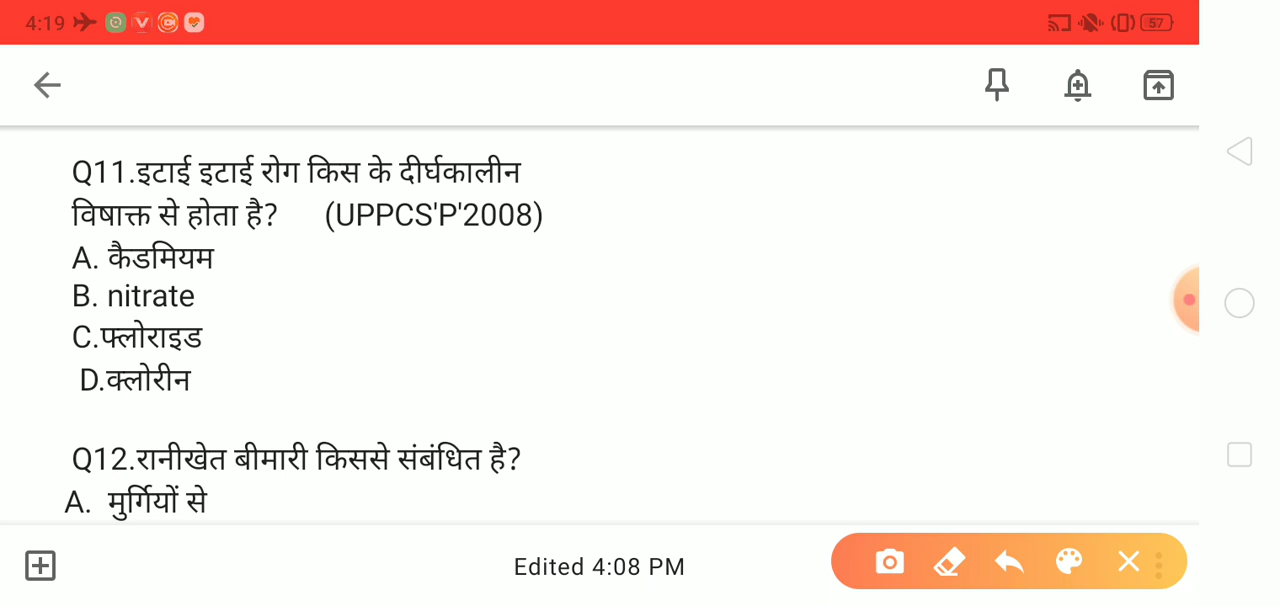 4:19
57
Q11.इटाई इटाई रोग किस के दीर्घकालीन
विषाक्त से होता है? (UPPCS'P'2008)
A. कैडमियम
B. nitrate
C.फ्लोराइड
D.क्लोरीन
Q12.रानीखेत बीमारी किससे संबंधित है?
A. मुर्गियों से
Edited 4:08 PM